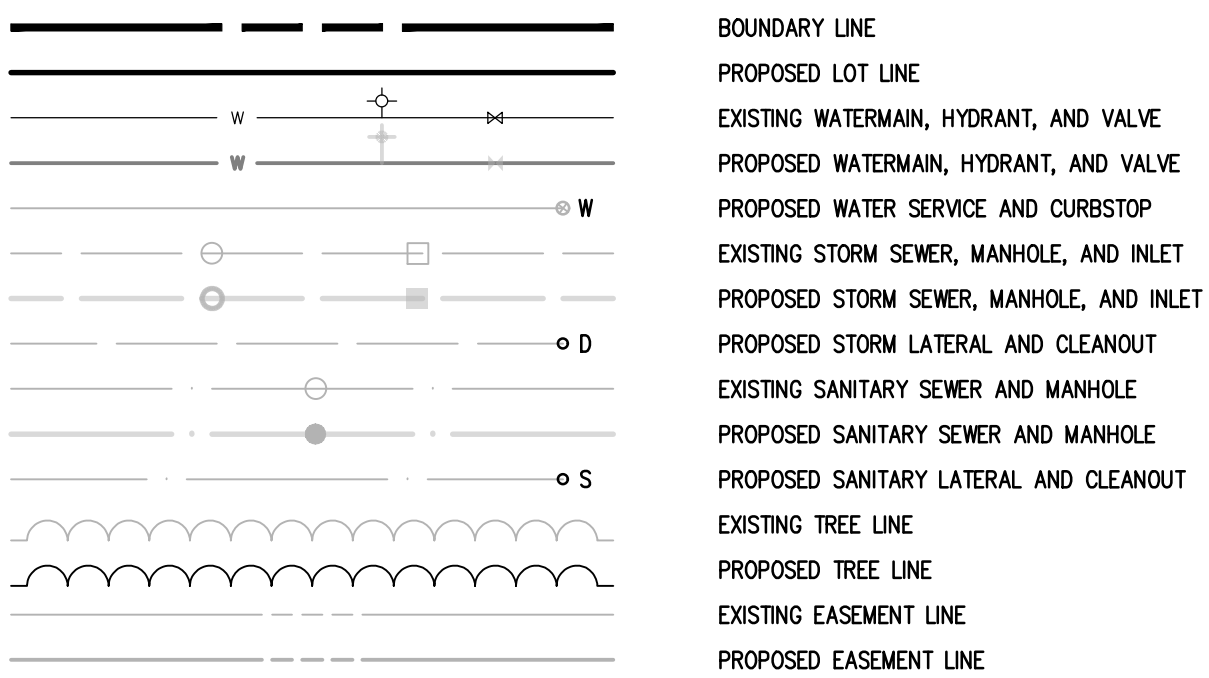 BOUNDARY LINE
PROPOSED LOT LINE
W EXISTING WATERMAIN, HYDRANT, AND VALVE
W PROPOSED WATERMAIN, HYDRANT, AND VALVE
W PROPOSED WATER SERVICE AND CURBSTOP
EXISTING STORM SEWER, MANHOLE, AND INLET
PROPOSED STORM SEWER, MANHOLE, AND INLET
D PROPOSED STORM LATERAL AND CLEANOUT
EXISTING SANITARY SEWER AND MANHOLE
PROPOSED SANITARY SEWER AND MANHOLE
S PROPOSED SANITARY LATERAL AND CLEANOUT
EXISTING TREE LINE
PROPOSED TREE LINE
EXISTING EASEMENT LINE
PROPOSED EASEMENT LINE